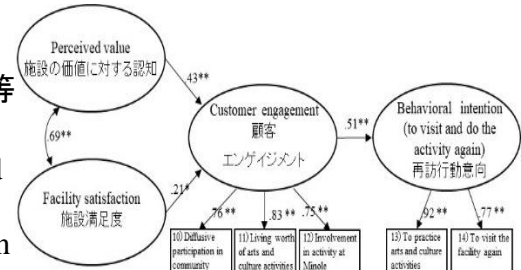 等
Perceived value
施設の価値に対する認知
.43**
.69**
Customer engagement
顧客
エンゲイジメント
.51**
Behavioral intention
(to visit and do the
activity again)
再訪行動意向
Facility satisfaction
施設満足度
.21*
.76 **
.83 **
.75**
.92 **
.77 **
10) Diffusive
participation in
community
11) Living worth
of arts and
culture activities
12) Involvement
in activity at
Minole
13) To practice
arts and culture
activities
14) To visit the
facility again